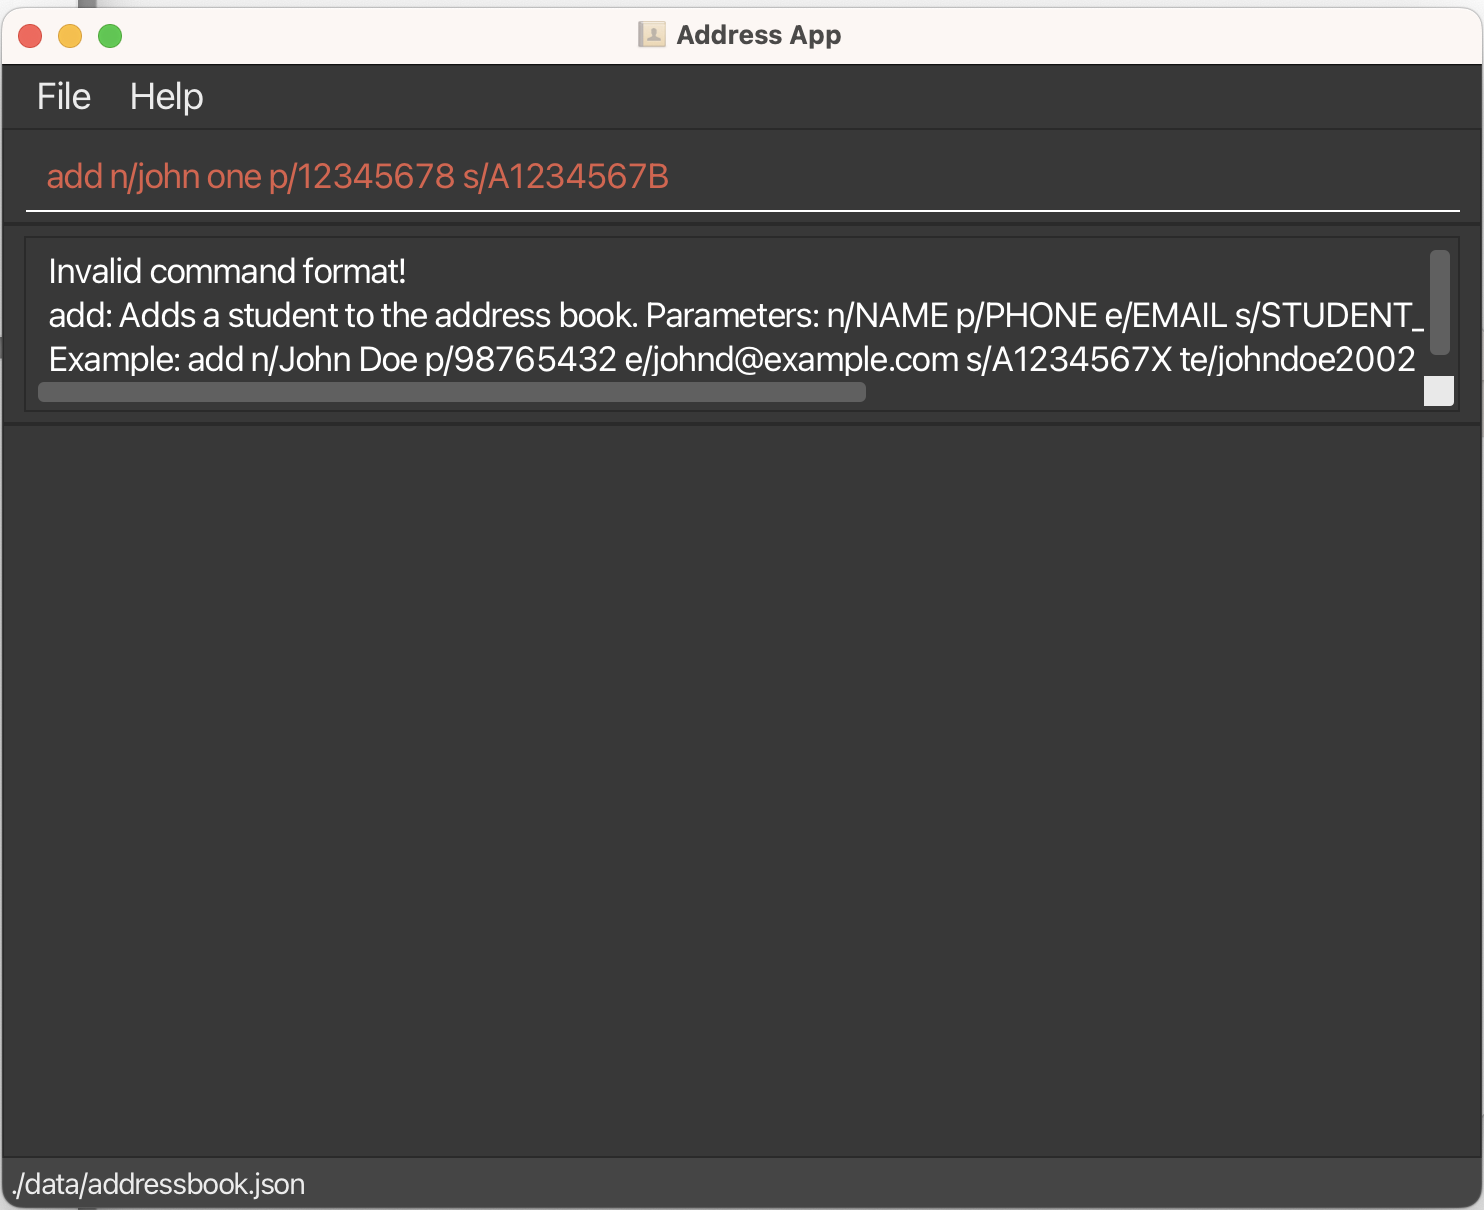 Address App
File Help
add n/john one p/12345678 s/A1234567B
Invalid command format!
add: Adds a student to the address book. Parameters: n/NAME p/PHONE e/EMAIL s/STUDENT_
Example: add n/John Doe p/98765432 e/johnd@example.com s/A1234567X te/johndoe2002
./data/addressbook.json